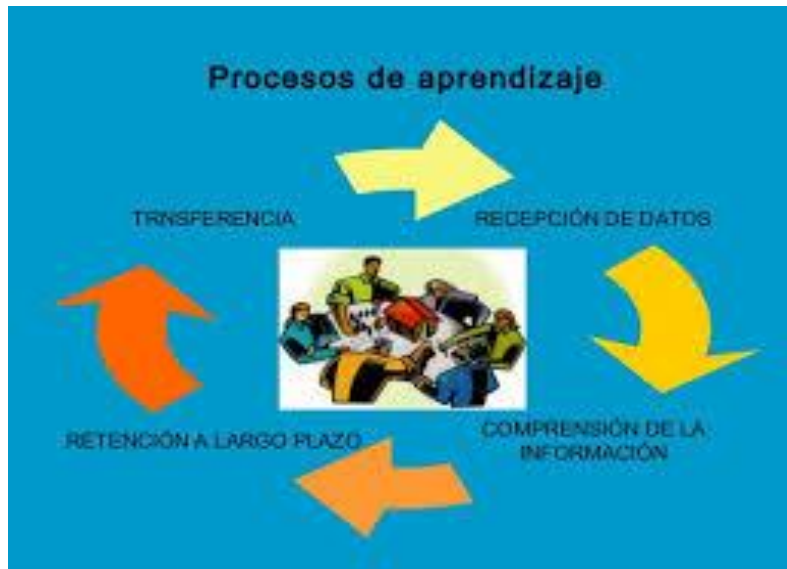 Procesos de aprendizaje
TRNSFERENCIA
RECEPCIÓN DE DATOS
RETENCIÓN A LARGO PLAZO
COMPRENSIÓN DE LA
INFORMACIÓN